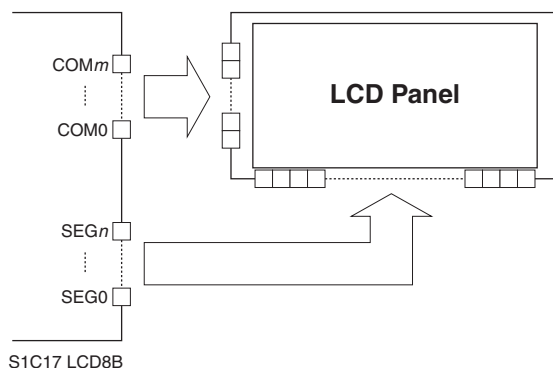 COMm
COM0
SEGn
SEG0
S1C17 LCD8B
LCD Panel